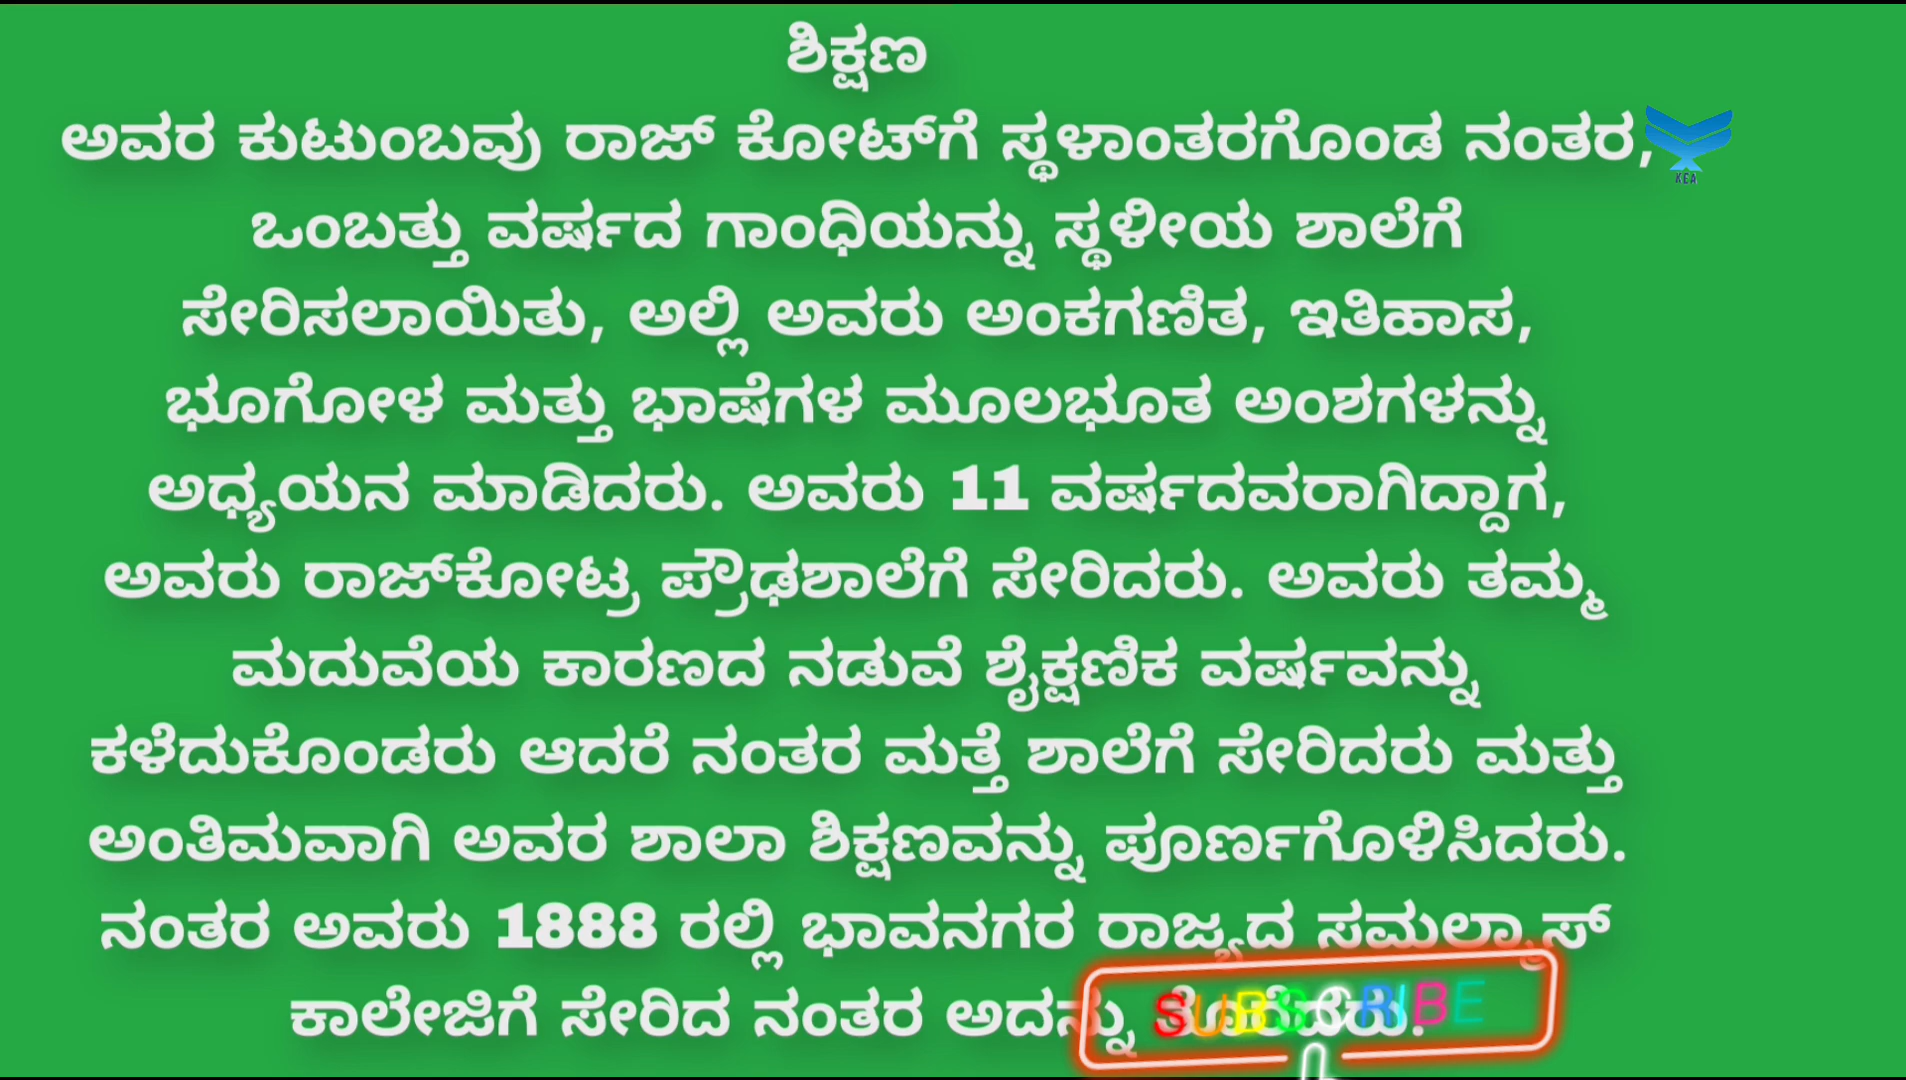 ಶಿಕ್ಷಣ
ಅವರ ಕುಟುಂಬವು ರಾಜ್ ಕೋಟ್‌ಗೆ ಸ್ಥಳಾಂತರಗೊಂಡ ನಂತರ,
KEA
ಒಂಬತ್ತು ವರ್ಷದ ಗಾಂಧಿಯನ್ನು ಸ್ಥಳೀಯ ಶಾಲೆಗೆ
ಸೇರಿಸಲಾಯಿತು, ಅಲ್ಲಿ ಅವರು ಅಂಕಗಣಿತ, ಇತಿಹಾಸ,
ಭೂಗೋಳ ಮತ್ತು ಭಾಷೆಗಳ ಮೂಲಭೂತ ಅಂಶಗಳನ್ನು
ಅಧ್ಯಯನ ಮಾಡಿದರು. ಅವರು 11 ವರ್ಷದವರಾಗಿದ್ದಾಗ,
ಅವರು ರಾಜ್‌ಕೋಟ್ರ ಪ್ರೌಢಶಾಲೆಗೆ ಸೇರಿದರು. ಅವರು ತಮ್ಮ
ಮದುವೆಯ ಕಾರಣದ ನಡುವೆ ಶೈಕ್ಷಣಿಕ ವರ್ಷವನ್ನು
ಕಳೆದುಕೊಂಡರು ಆದರೆ ನಂತರ ಮತ್ತೆ ಶಾಲೆಗೆ ಸೇರಿದರು ಮತ್ತು
ಅಂತಿಮವಾಗಿ ಅವರ ಶಾಲಾ ಶಿಕ್ಷಣವನ್ನು ಪೂರ್ಣಗೊಳಿಸಿದರು.
ನಂತರ ಅವರು 1888 ರಲ್ಲಿ ಭಾವನಗರ ರಾಜ್ಯದ
ಕಾಲೇಜಿಗೆ ಸೇರಿದ ನಂತರ ಅದನ್ನು
SUBSCRIBE